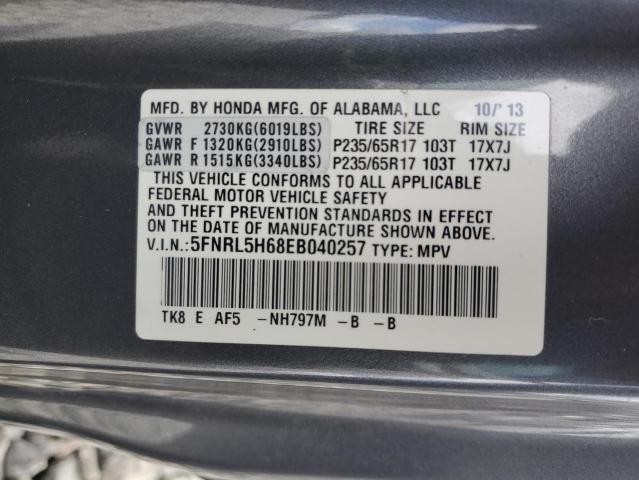 MFD. BY HONDA MFG. OF ALABAMA, LLC 10/'13
GVWR 2730KG(6019LBS) TIRE SIZE RIM SIZE
GAWR F 1320KG(2910LBS) P235/65R17 103T 17X7J
GAWR R 1515KG(3340LBS) P235/65R17 103T 17X7J
THIS VEHICLE CONFORMS TO ALL APPLICABLE
FEDERAL MOTOR VEHICLE SAFETY
AND THEFT PREVENTION STANDARDS IN EFFECT
ON THE DATE OF MANUFACTURE SHOWN ABOVE.
V.I.N.:5FNRL5H68EB040257 TYPE: MPV
TK8 E AF5 -NH797M -B -B